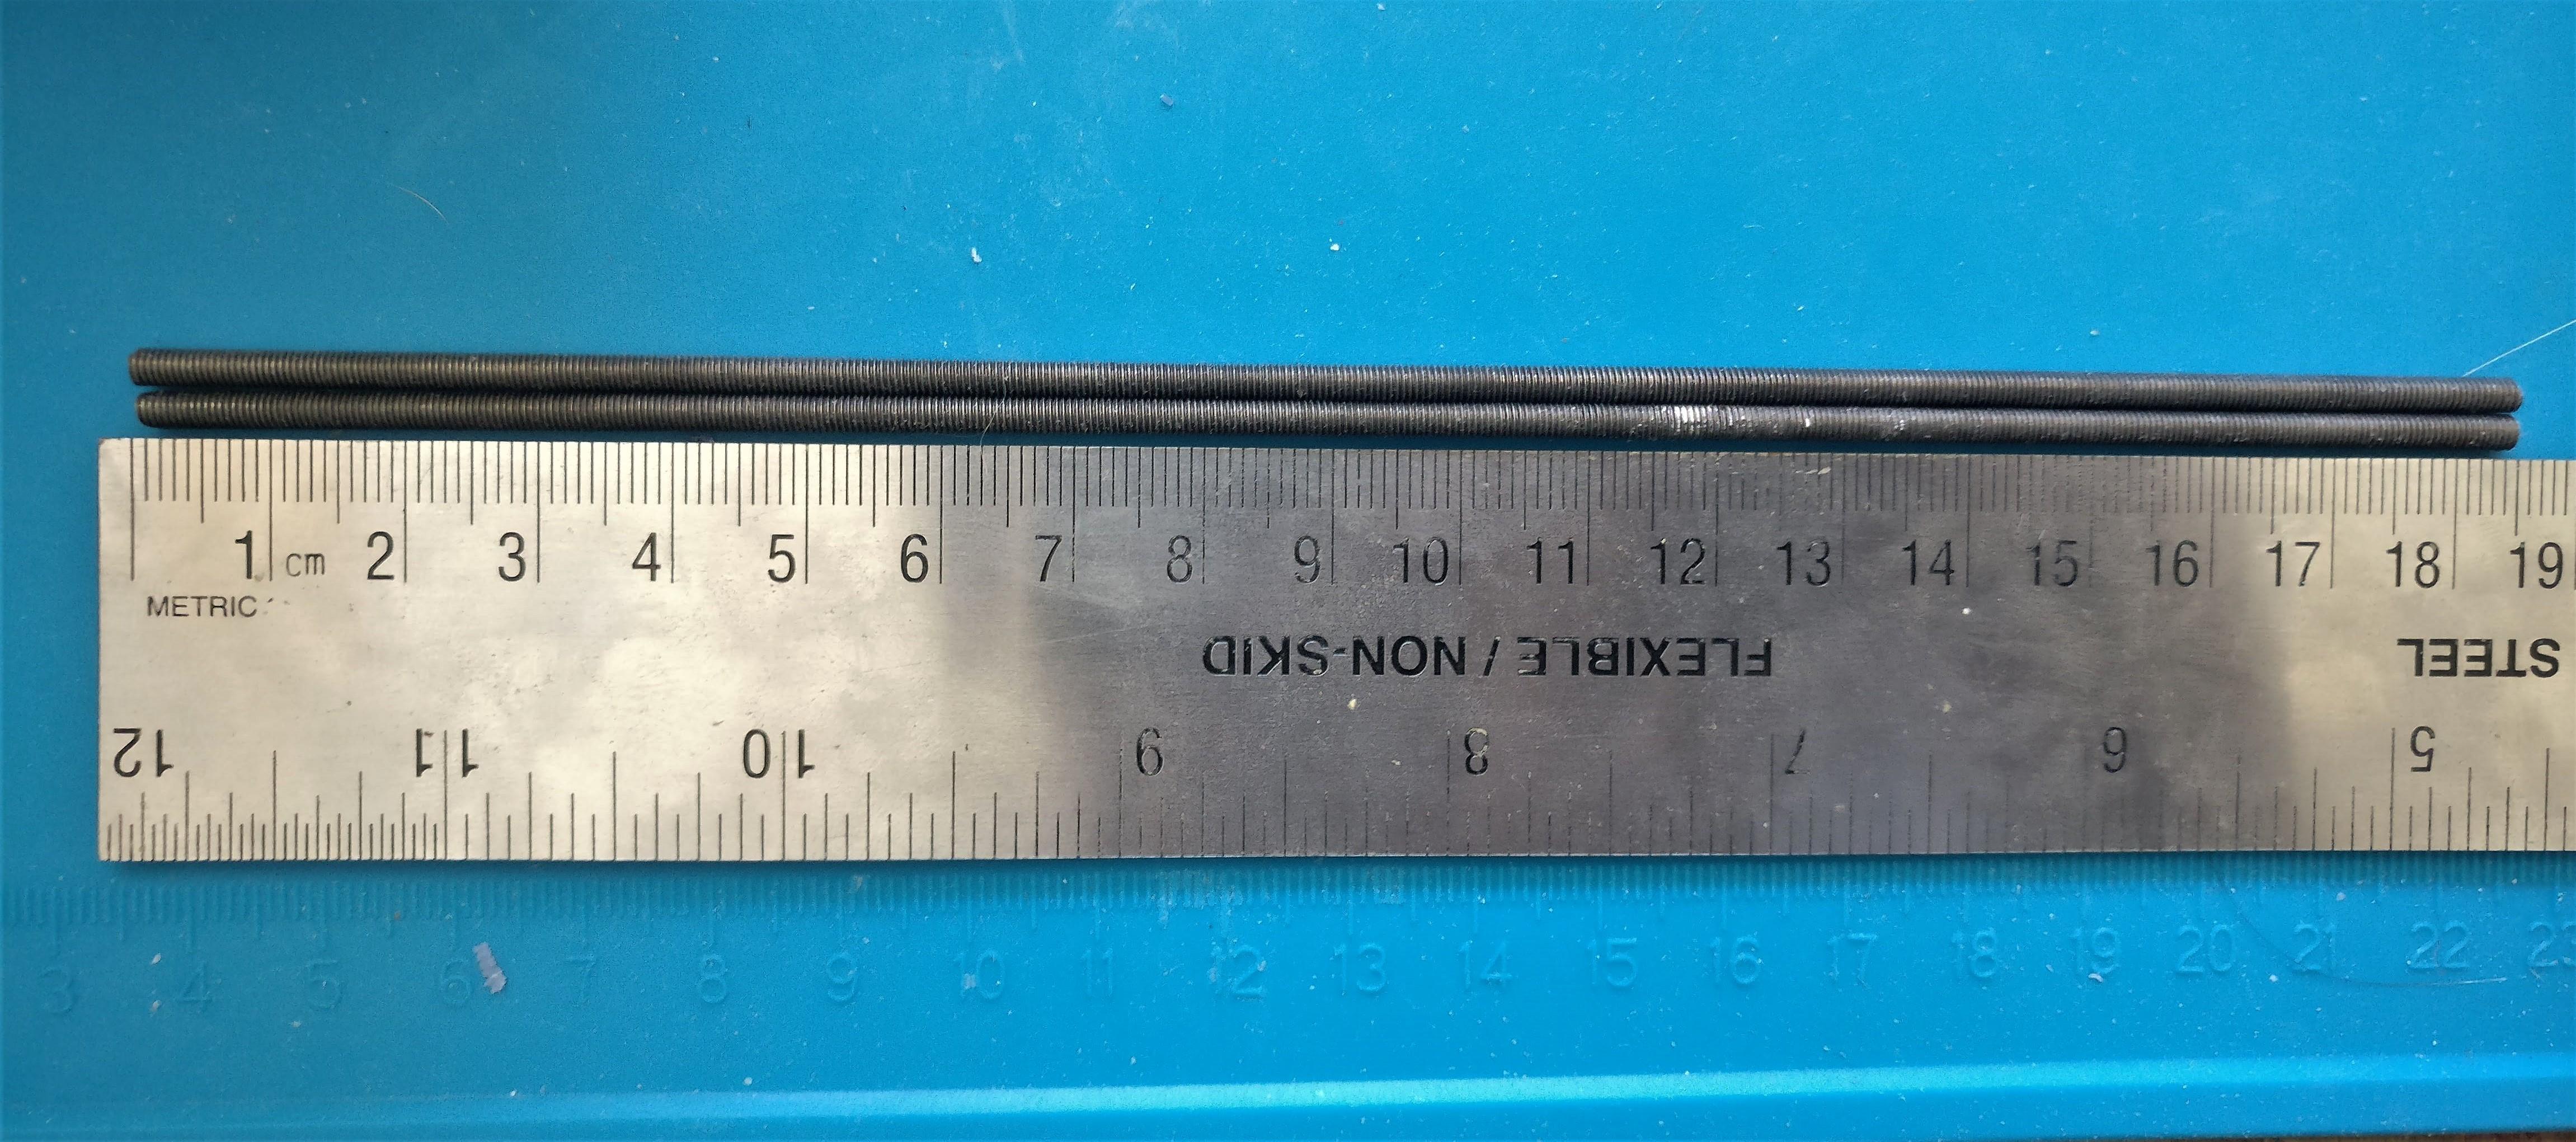 1 cm 2 3 4 5 6 7 8 9 10 11 12 13 14 15 16 17 18 19
METRIC
FLEXIBLE / NON-SKID
STEEL
12 11 10 9 8 7 6 5
3 4 5 6 7 8 9 10 11 12 13 14 15 16 17 18 19 20 21 22